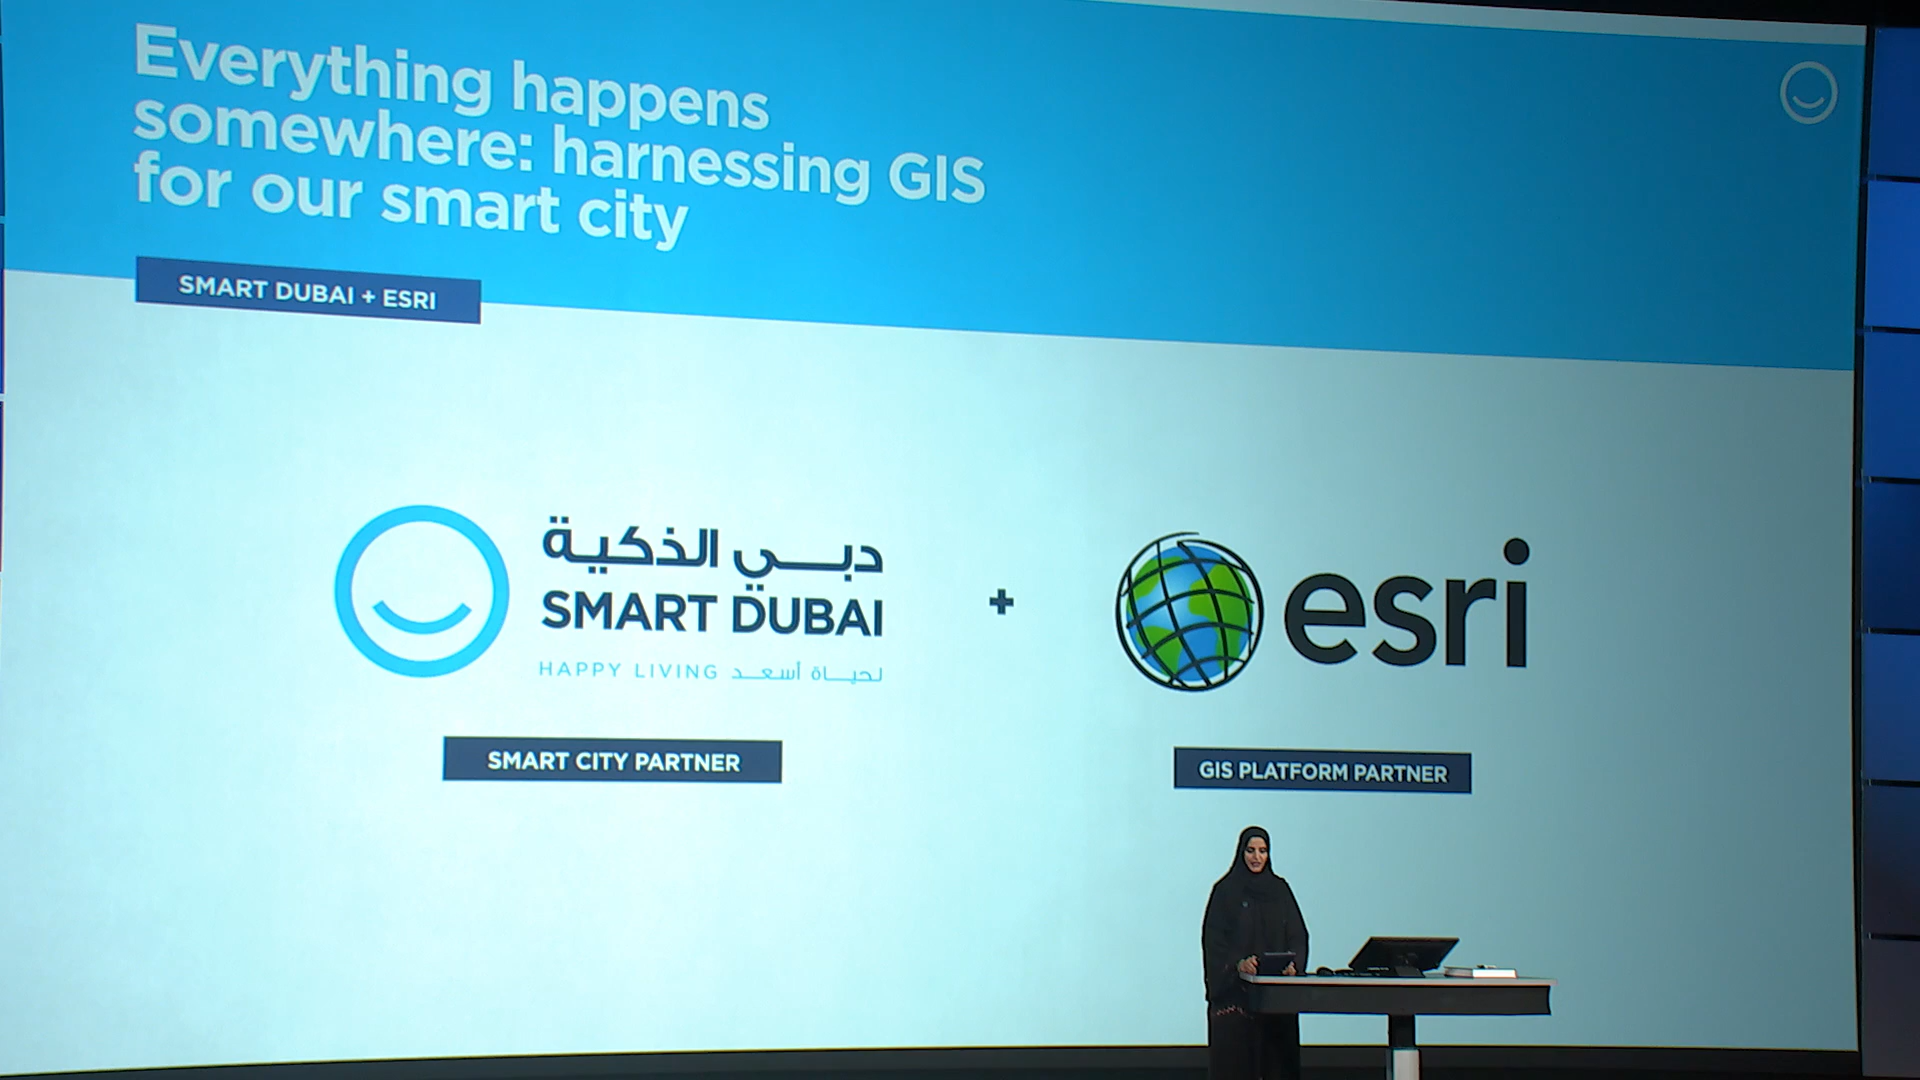 Everything happens
somewhere: harnessing GIS
for our smart city
SMART DUBAI + ESRI
دبي الذكية
SMART DUBAI
HAPPY LIVING لحياة أسعد
+
esri
SMART CITY PARTNER
GIS PLATFORM PARTNER